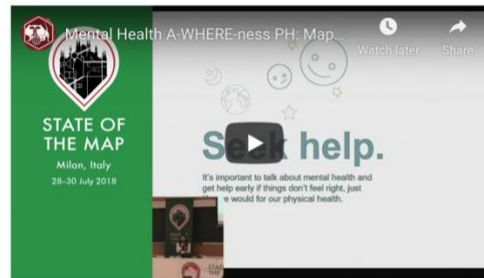 Mental Health A-WHERE-ness PH: Map…
Watch later
Share
STATE OF
THE MAP
Milan, Italy
28–30 July 2018
help.
It's important to talk about mental health and
get help early if things don't feel right, just
would for our physical health.